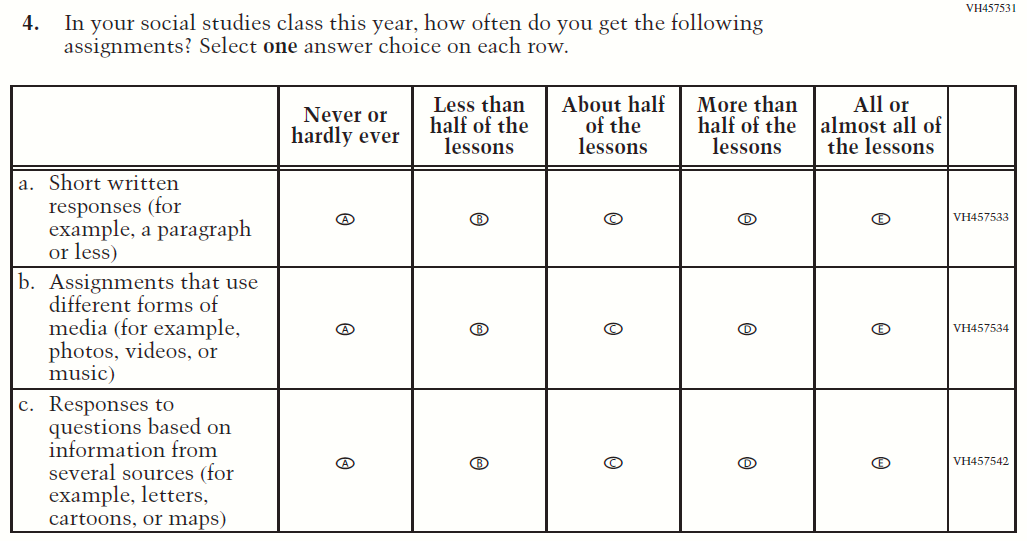 VH457531
4. In your social studies class this year, how often do you get the following
assignments? Select one answer choice on each row.
Never or
hardly ever
Less than
half of the
lessons
About half
of the
lessons
More than
half of the
lessons
All or
almost all of
the lessons
a. Short written
responses (for
example, a paragraph
or less)
A B C D E VH457533
b. Assignments that use
different forms of
media (for example,
photos, videos, or
music)
A B C D E VH457534
c. Responses to
questions based on
information from
several sources (for
example, letters,
cartoons, or maps)
A B C D E VH457542